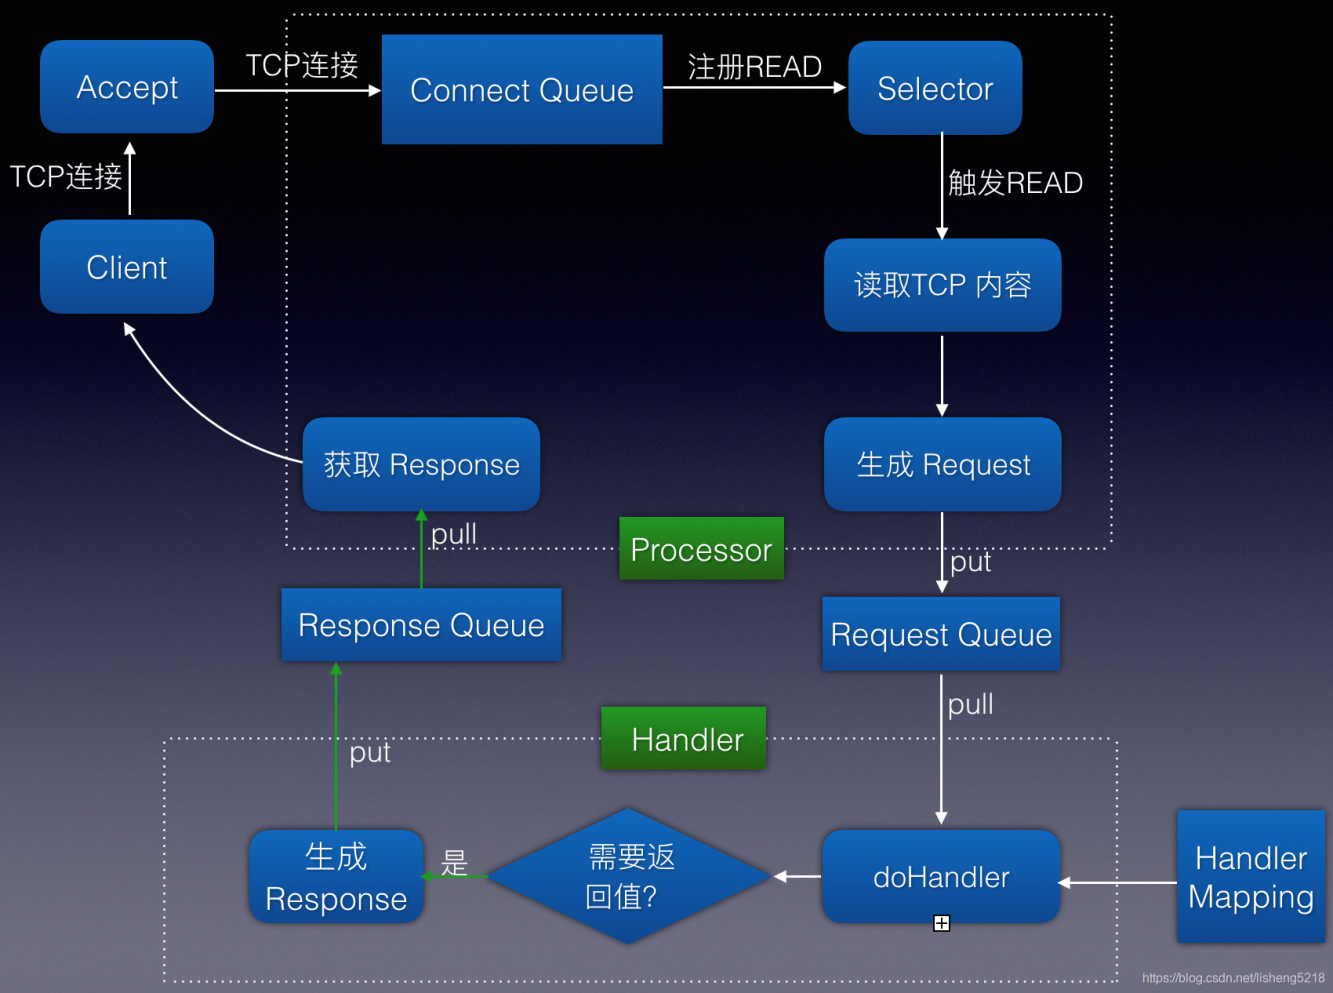 Accept
TCP连接
Connect Queue
注册READ
Selector
TCP连接
触发READ
Client
读取TCP 内容
获取 Response
生成 Request
pull
Processor
put
Response Queue
Request Queue
pull
Handler
put
生成
Response
是
需要返
回值?
doHandler
Handler
Mapping
https://blog.csdn.net/lisheng5218